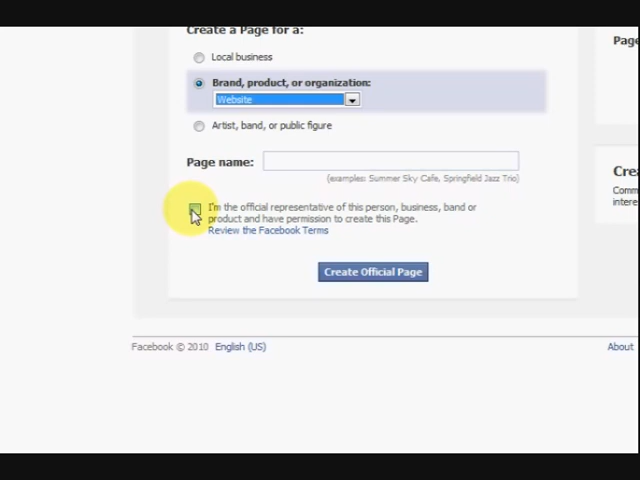 Create a Page for a:
Local business
Brand, product, or organization:
Website
Artist, band, or public figure
Page name:
(examples: Summer Sky Cafe, Springfield Jazz Trio)
I'm the official representative of this person, business, band or
product and have permission to create this Page.
Review the Facebook Terms
Create Official Page
Facebook © 2010 English (US)
About
Page
Crea
Comm
interes